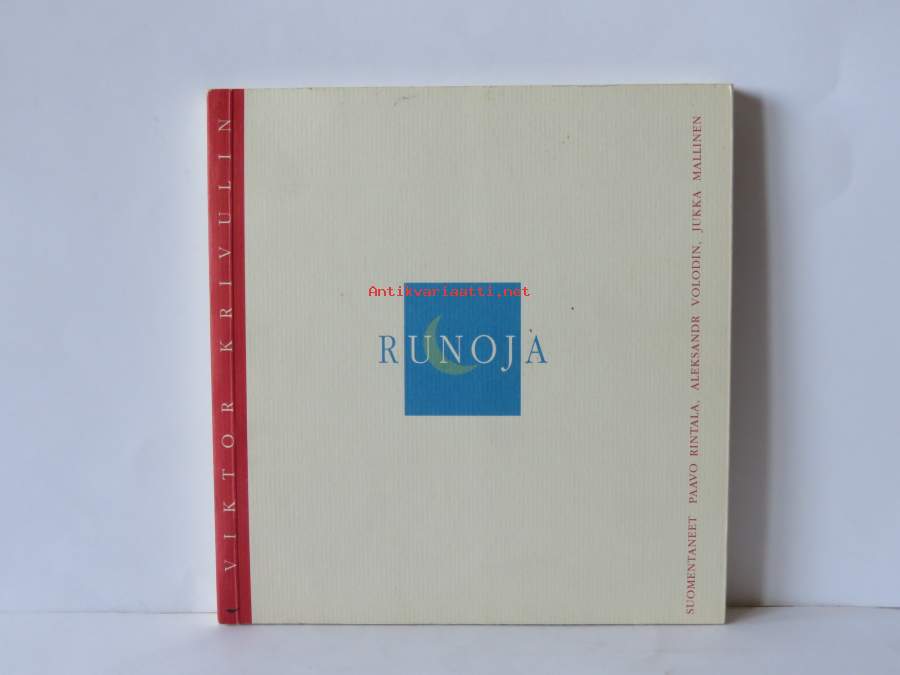 VIKTOR KRIVULIN
Antikvariaatti.net
RUNOJA
SUOMENTANEET PAAVO RINTALA, ALEKSANDR VOLODIN, JUKKA MALLINEN